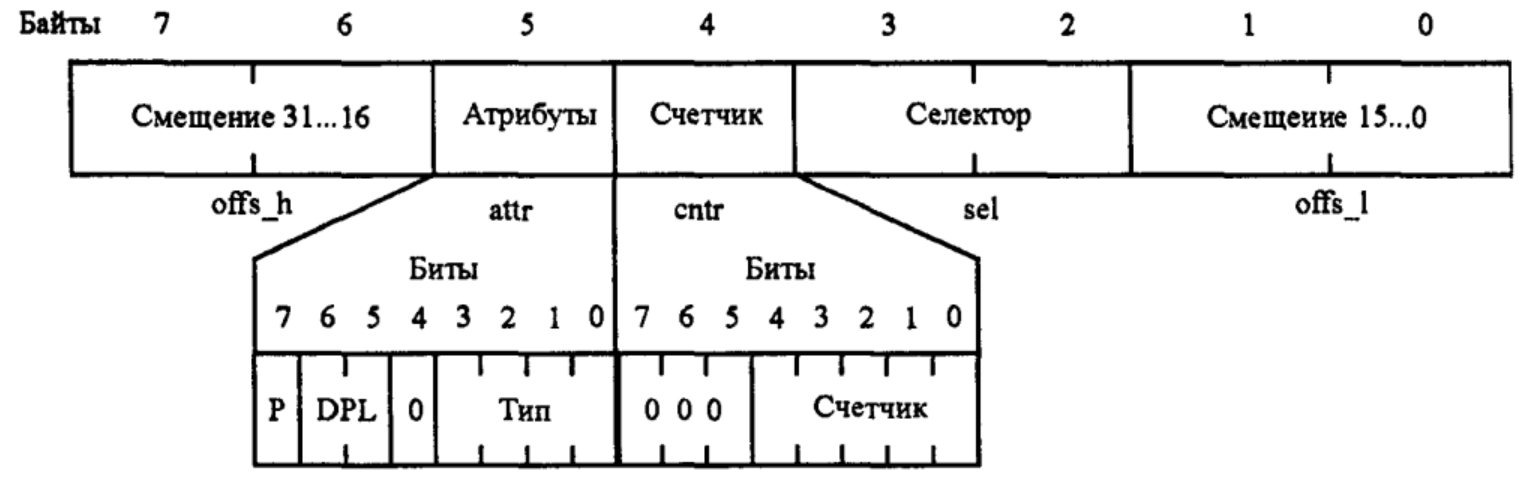 Байты 7 6 5 4 3 2 1 0
Смещение 31...16 Атрибуты Счетчик Селектор Смещение 15...0
offs_h attr cntr sel offs_l
Биты Биты
7 6 5 4 3 2 1 0 7 6 5 4 3 2 1 0
P DPL 0 Тип 0 0 0 Счетчик